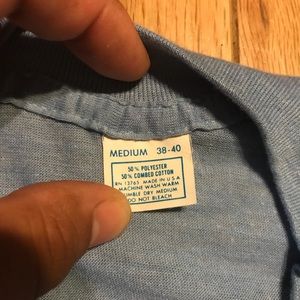 MEDIUM 38-40
50% POLYESTER
50% COMBED COTTON
RN 13765 MADE IN U.S.A
MACHINE WASH WARM
TUMBLE DRY MEDIUM
DO NOT BLEACH